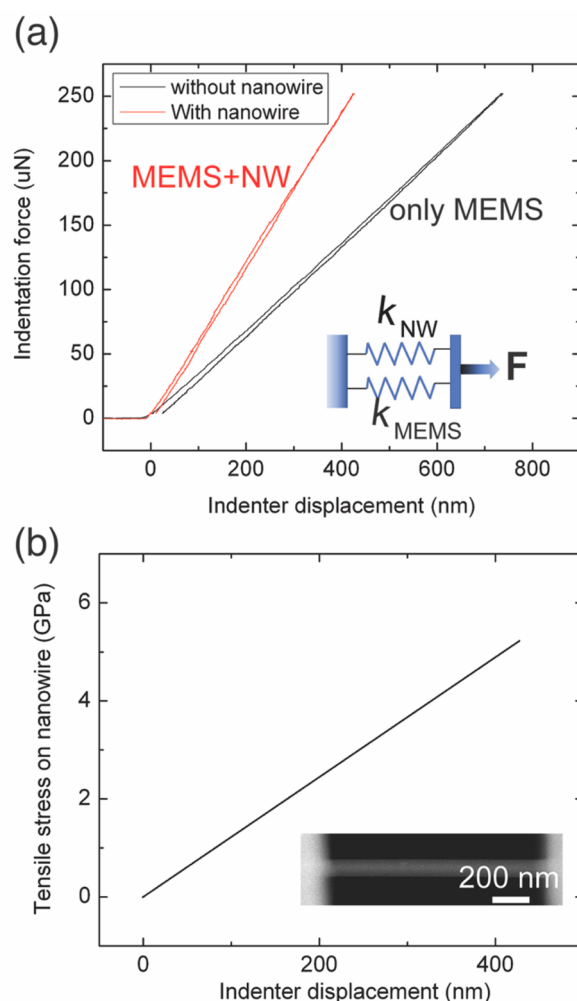 (a)
without nanowire
With nanowire
MEMS+NW
only MEMS
250
200
150
100
50
0
Indentation force (uN)
k NW
k MEMS
F
0 200 400 600 800
Indenter displacement (nm)
(b)
6
4
2
0
Tensile stress on nanowire (GPa)
200 nm
0 200 400
Indenter displacement (nm)